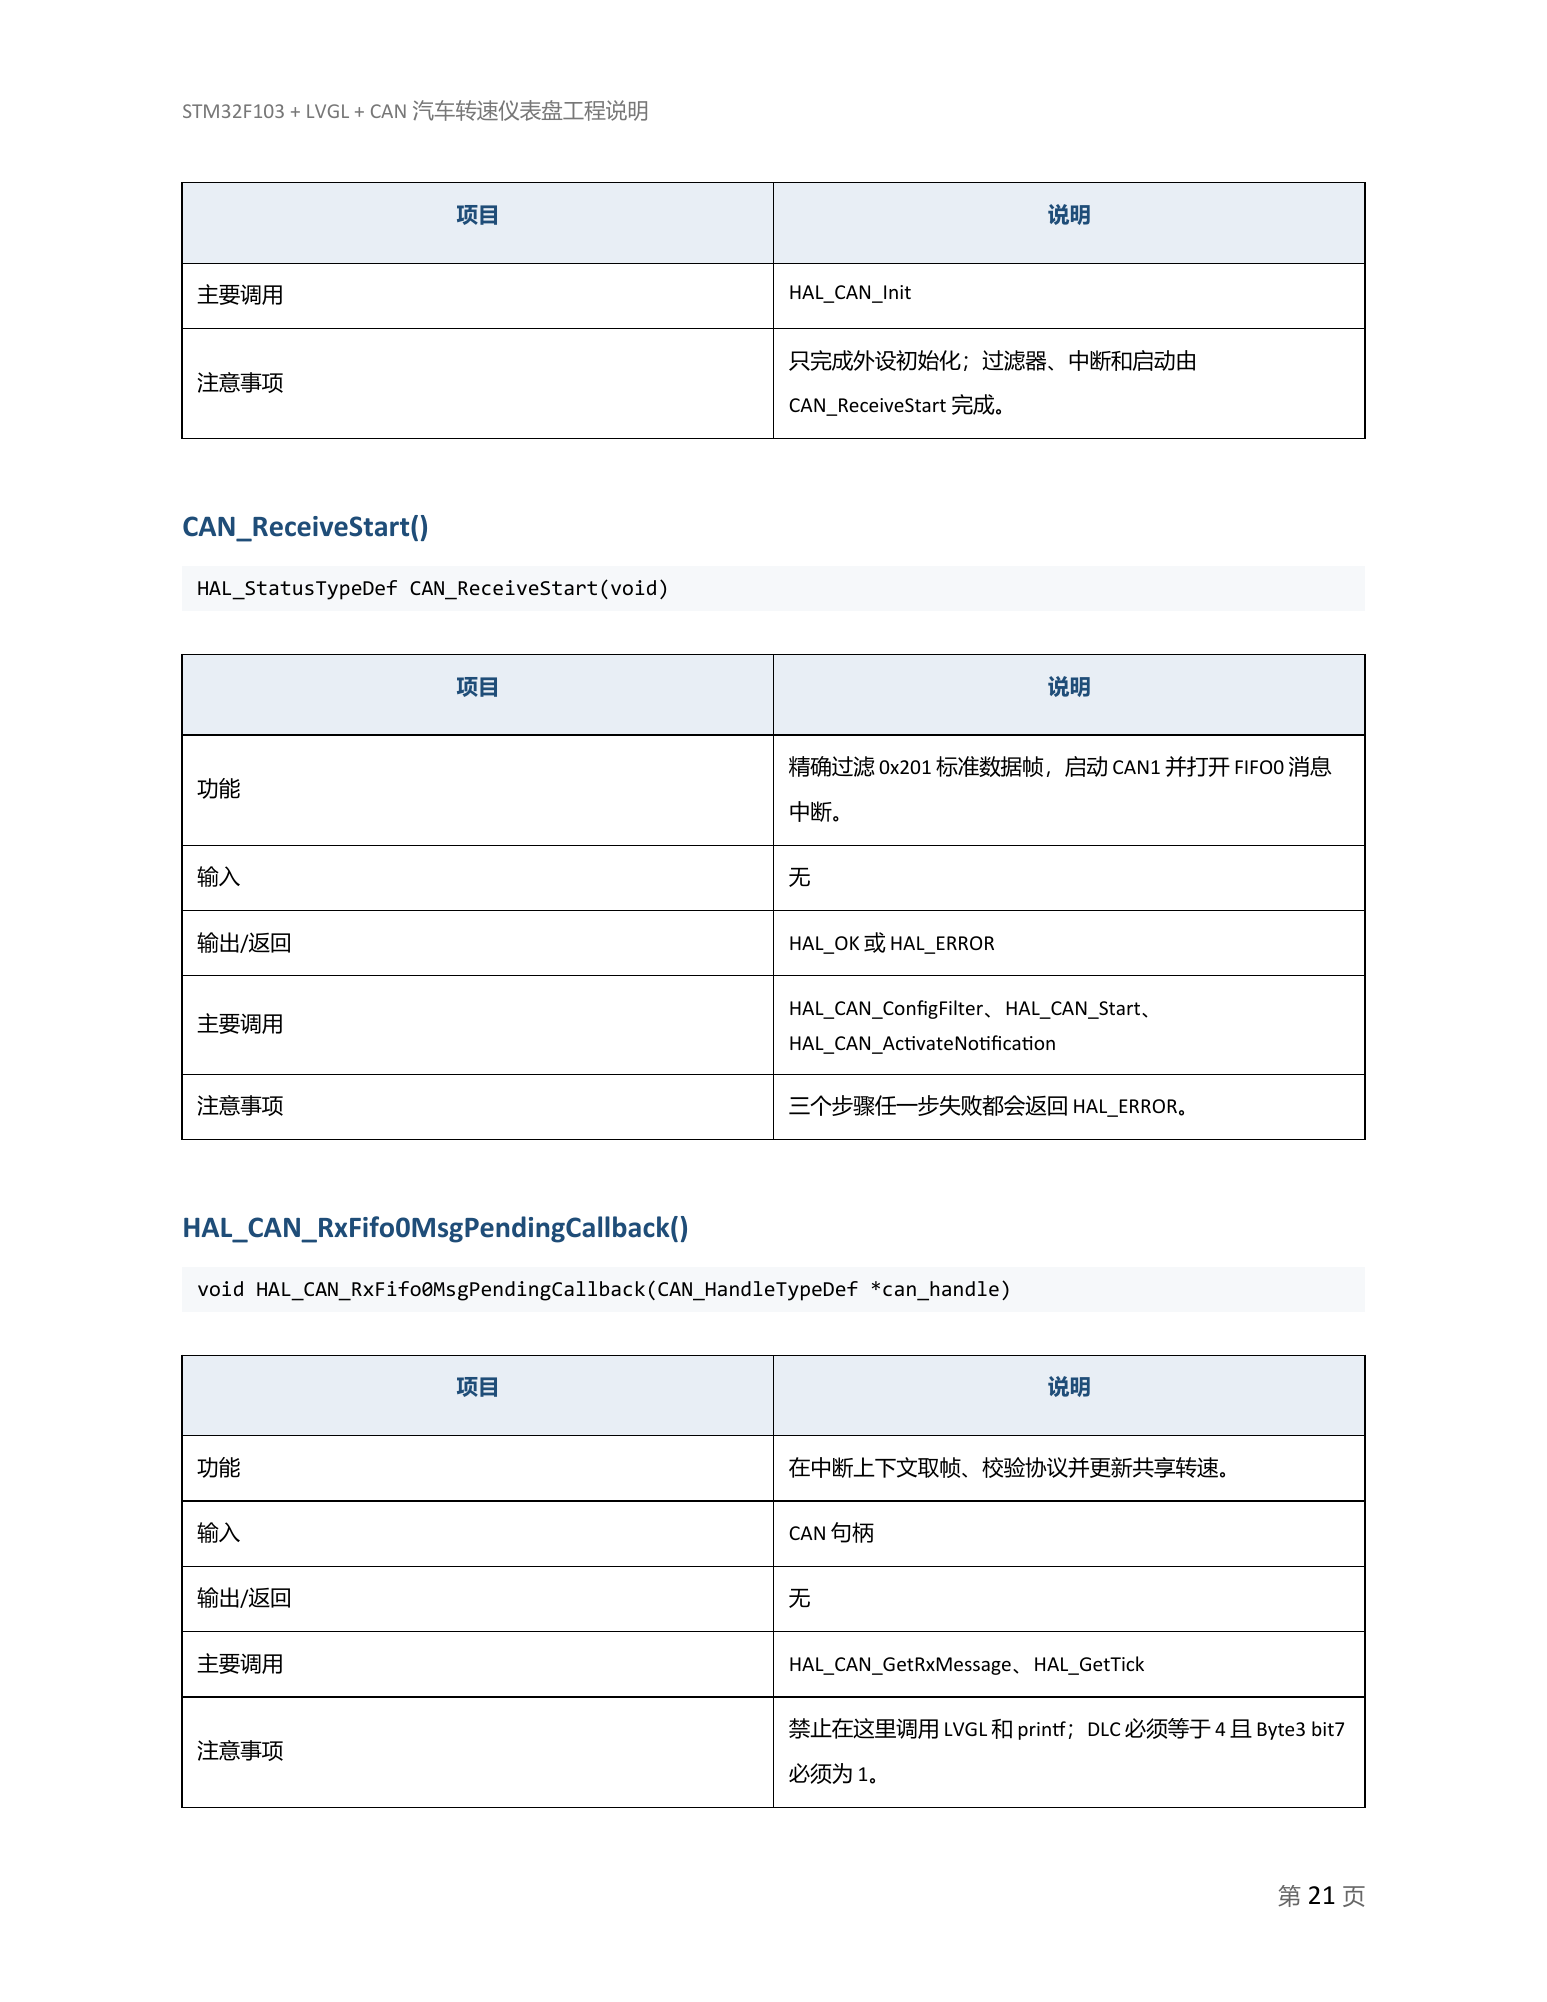 STM32F103 + LVGL + CAN 汽车转速仪表盘工程说明
项目 说明
主要调用 HAL_CAN_Init
注意事项 只完成外设初始化；过滤器、中断和启动由
CAN_ReceiveStart 完成。
CAN_ReceiveStart()
HAL_StatusTypeDef CAN_ReceiveStart(void)
项目 说明
功能 精确过滤 0x201 标准数据帧，启动 CAN1 并打开 FIFO0 消息
中断。
输入 无
输出/返回 HAL_OK 或 HAL_ERROR
主要调用 HAL_CAN_ConfigFilter、HAL_CAN_Start、
HAL_CAN_ActivateNotification
注意事项 三个步骤任一步失败都会返回 HAL_ERROR。
HAL_CAN_RxFifo0MsgPendingCallback()
void HAL_CAN_RxFifo0MsgPendingCallback(CAN_HandleTypeDef *can_handle)
项目 说明
功能 在中断上下文取帧、校验协议并更新共享转速。
输入 CAN 句柄
输出/返回 无
主要调用 HAL_CAN_GetRxMessage、HAL_GetTick
注意事项 禁止在这里调用 LVGL 和 printf；DLC 必须等于 4 且 Byte3 bit7
必须为 1。
第 21 页